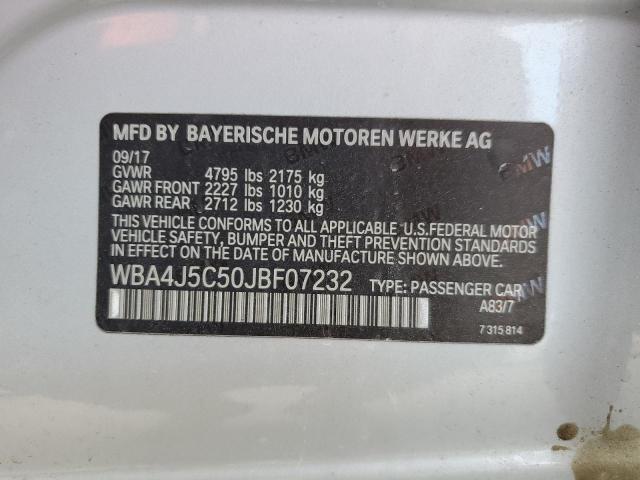 MFD BY BAYERISCHE MOTOREN WERKE AG
09/17
GVWR 4795 lbs 2175 kg
GAWR FRONT 2227 lbs 1010 kg
GAWR REAR 2712 lbs 1230 kg
THIS VEHICLE CONFORMS TO ALL APPLICABLE U.S.FEDERAL MOTOR
VEHICLE SAFETY, BUMPER, AND THEFT PREVENTION STANDARDS
IN EFFECT ON THE DATE OF MANUFACTURE SHOWN ABOVE.
WBA4J5C50JBF07232 TYPE: PASSENGER CAR
A83/7
7 315 814